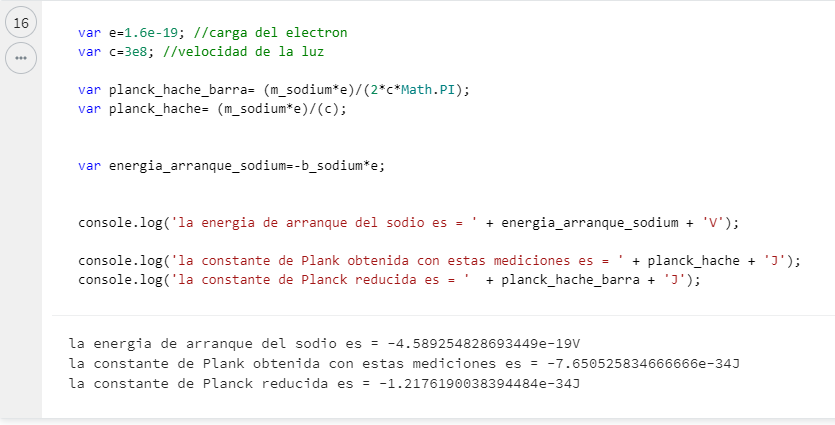 16
var e=1.6e-19; //carga del electron
var c=3e8; //velocidad de la luz
var planck_hache_barra= (m_sodium*e)/(2*c*Math.PI);
var planck_hache= (m_sodium*e)/(c);
var energia_arranque_sodium=-b_sodium*e;
console.log('la energia de arranque del sodio es = ' + energia_arranque_sodium + 'V');
console.log('la constante de Plank obtenida con estas mediciones es = ' + planck_hache + 'J');
console.log('la constante de Planck reducida es = '  + planck_hache_barra + 'J');
la energia de arranque del sodio es = -4.589254828693449e-19V
la constante de Plank obtenida con estas mediciones es = -7.650525834666666e-34J
la constante de Planck reducida es = -1.2176190038394484e-34J